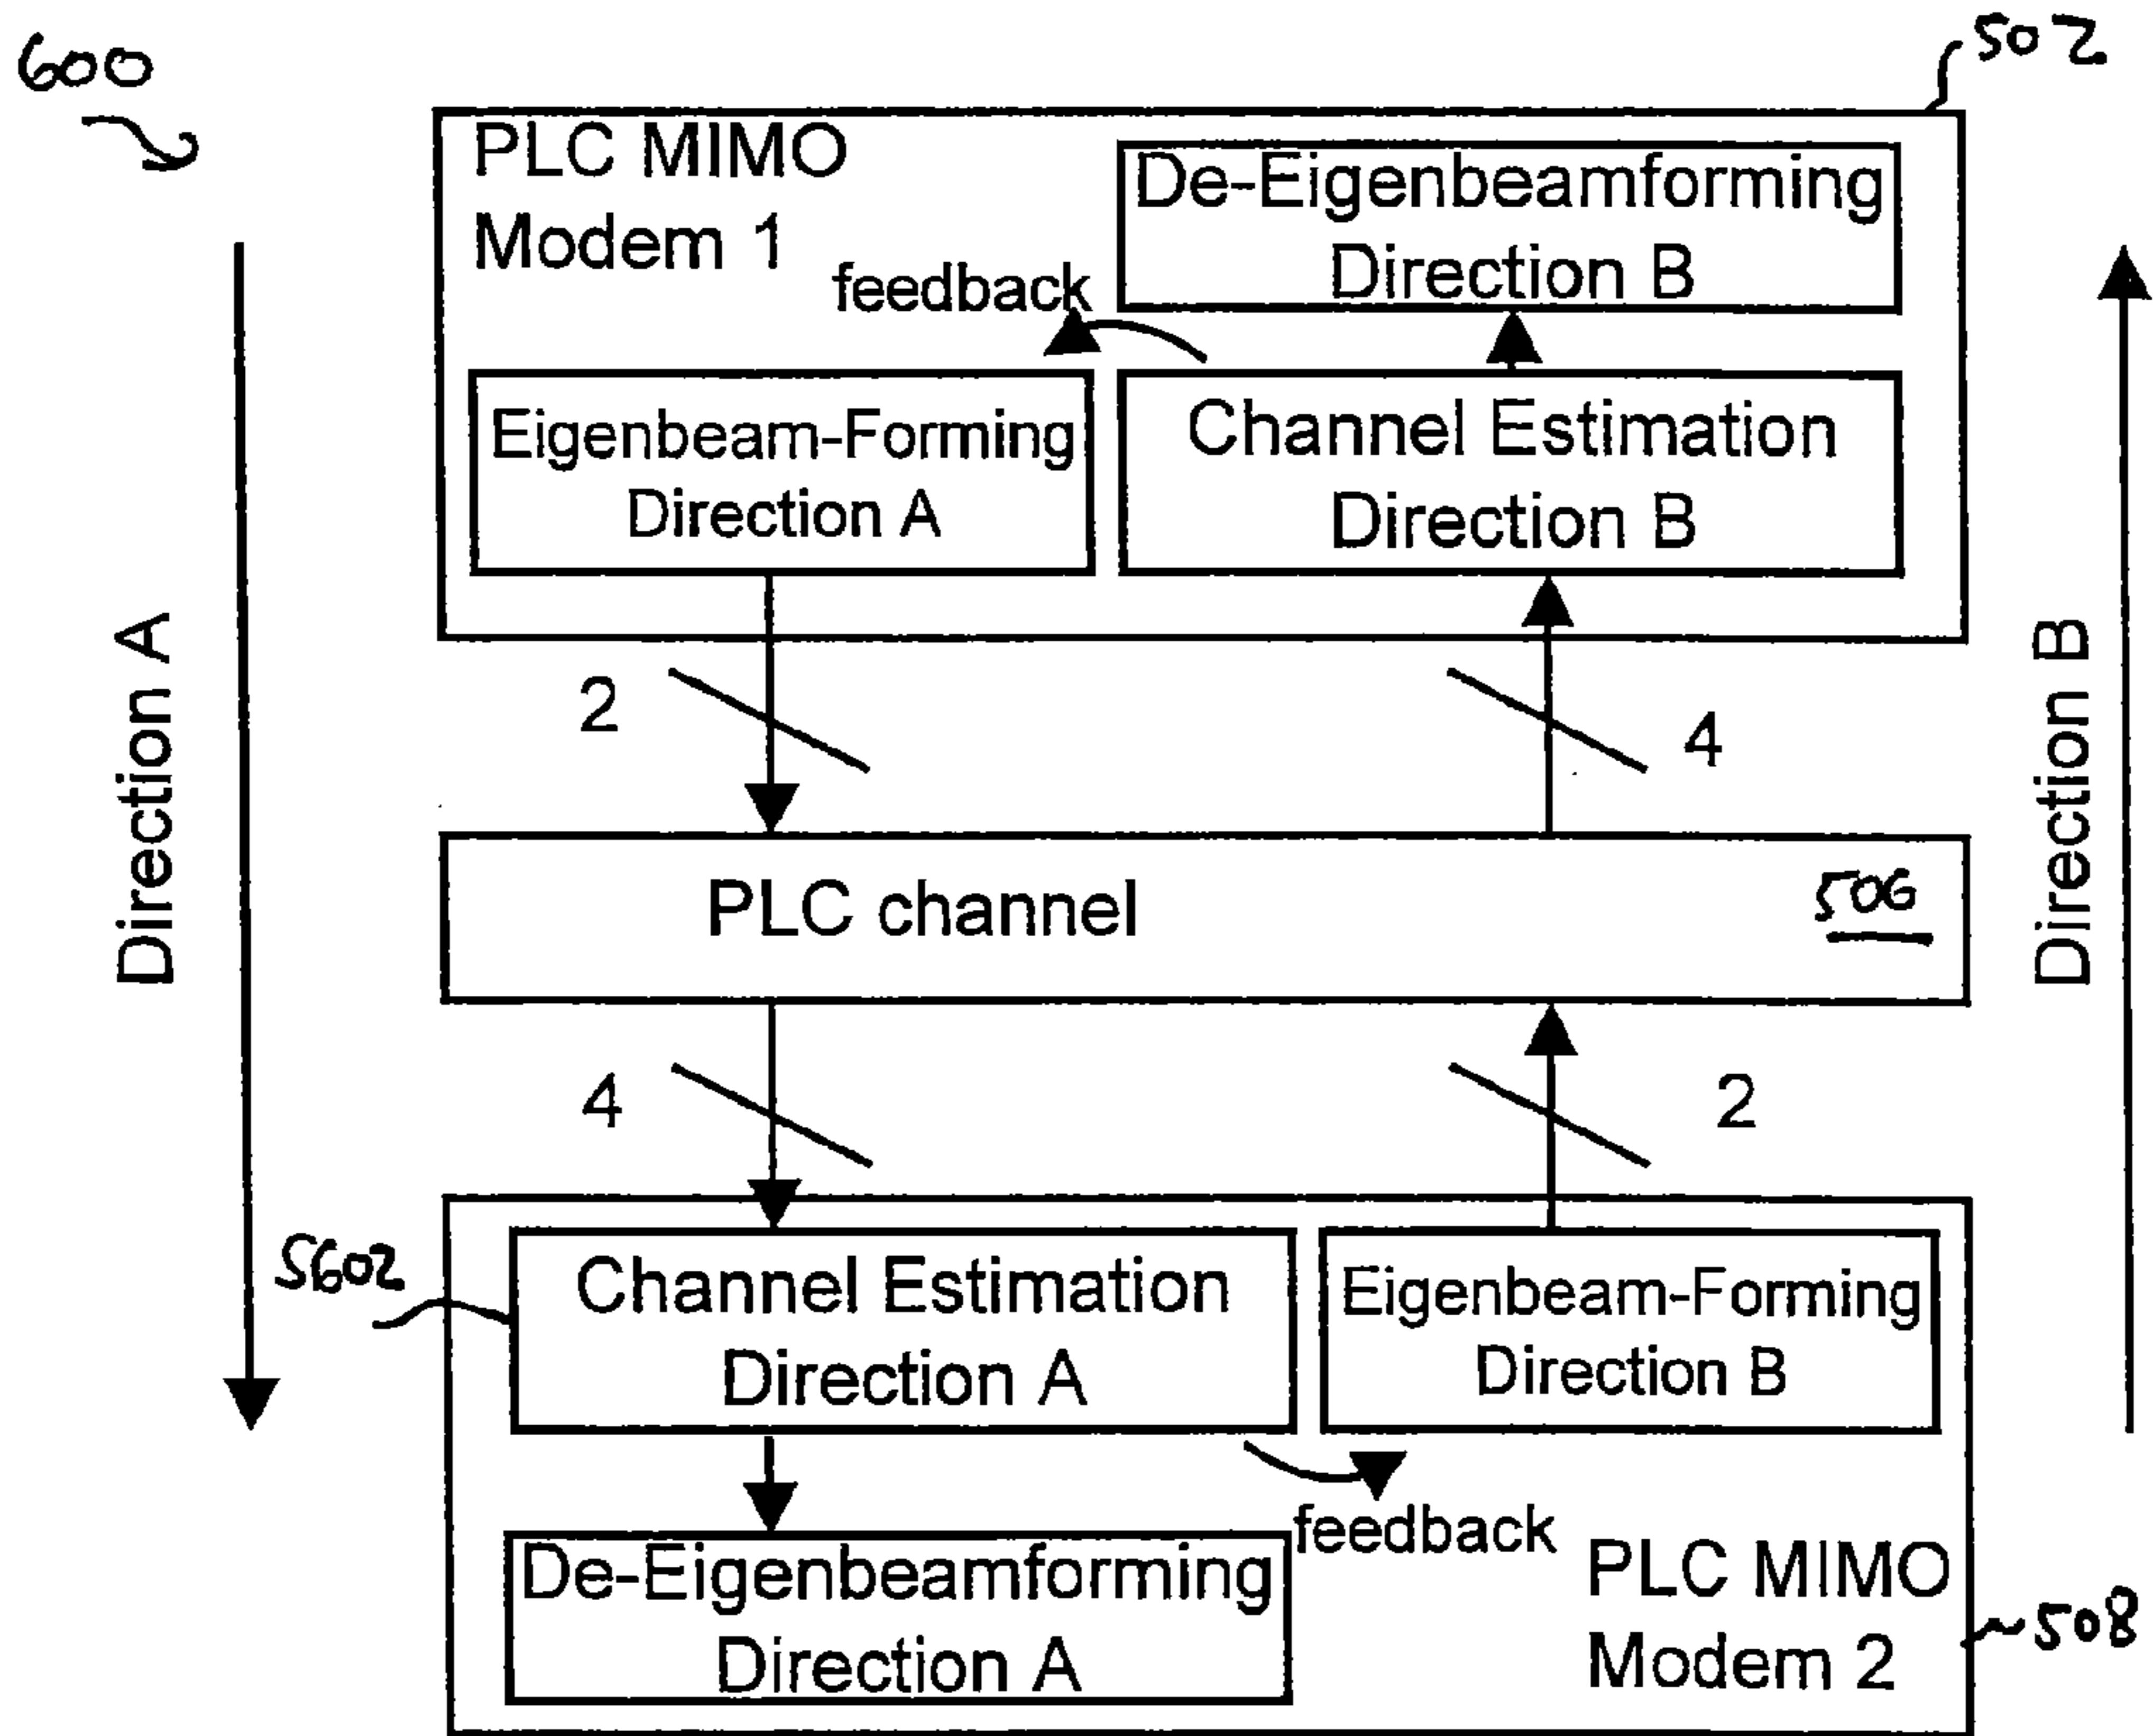 600
502
PLC MIMO
Modem 1
De-Eigenbeamforming
Direction B
feedback
Eigenbeam-Forming
Direction A
Channel Estimation
Direction B
Direction A
2
4
Direction B
PLC channel
506
4
2
S602
Channel Estimation
Direction A
Eigenbeam-Forming
Direction B
feedback
De-Eigenbeamforming
Direction A
PLC MIMO
Modem 2
508